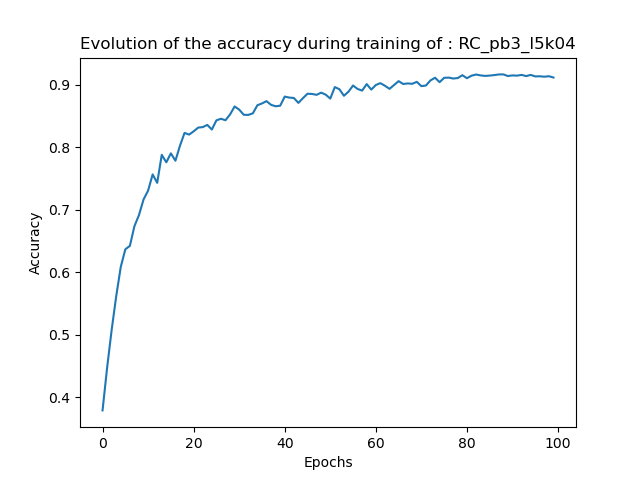 Evolution of the accuracy during training of : RC_pb3_l5k04
0.9
0.8
0.7
0.6
0.5
0.4
Accuracy
0 20 40 60 80 100
Epochs